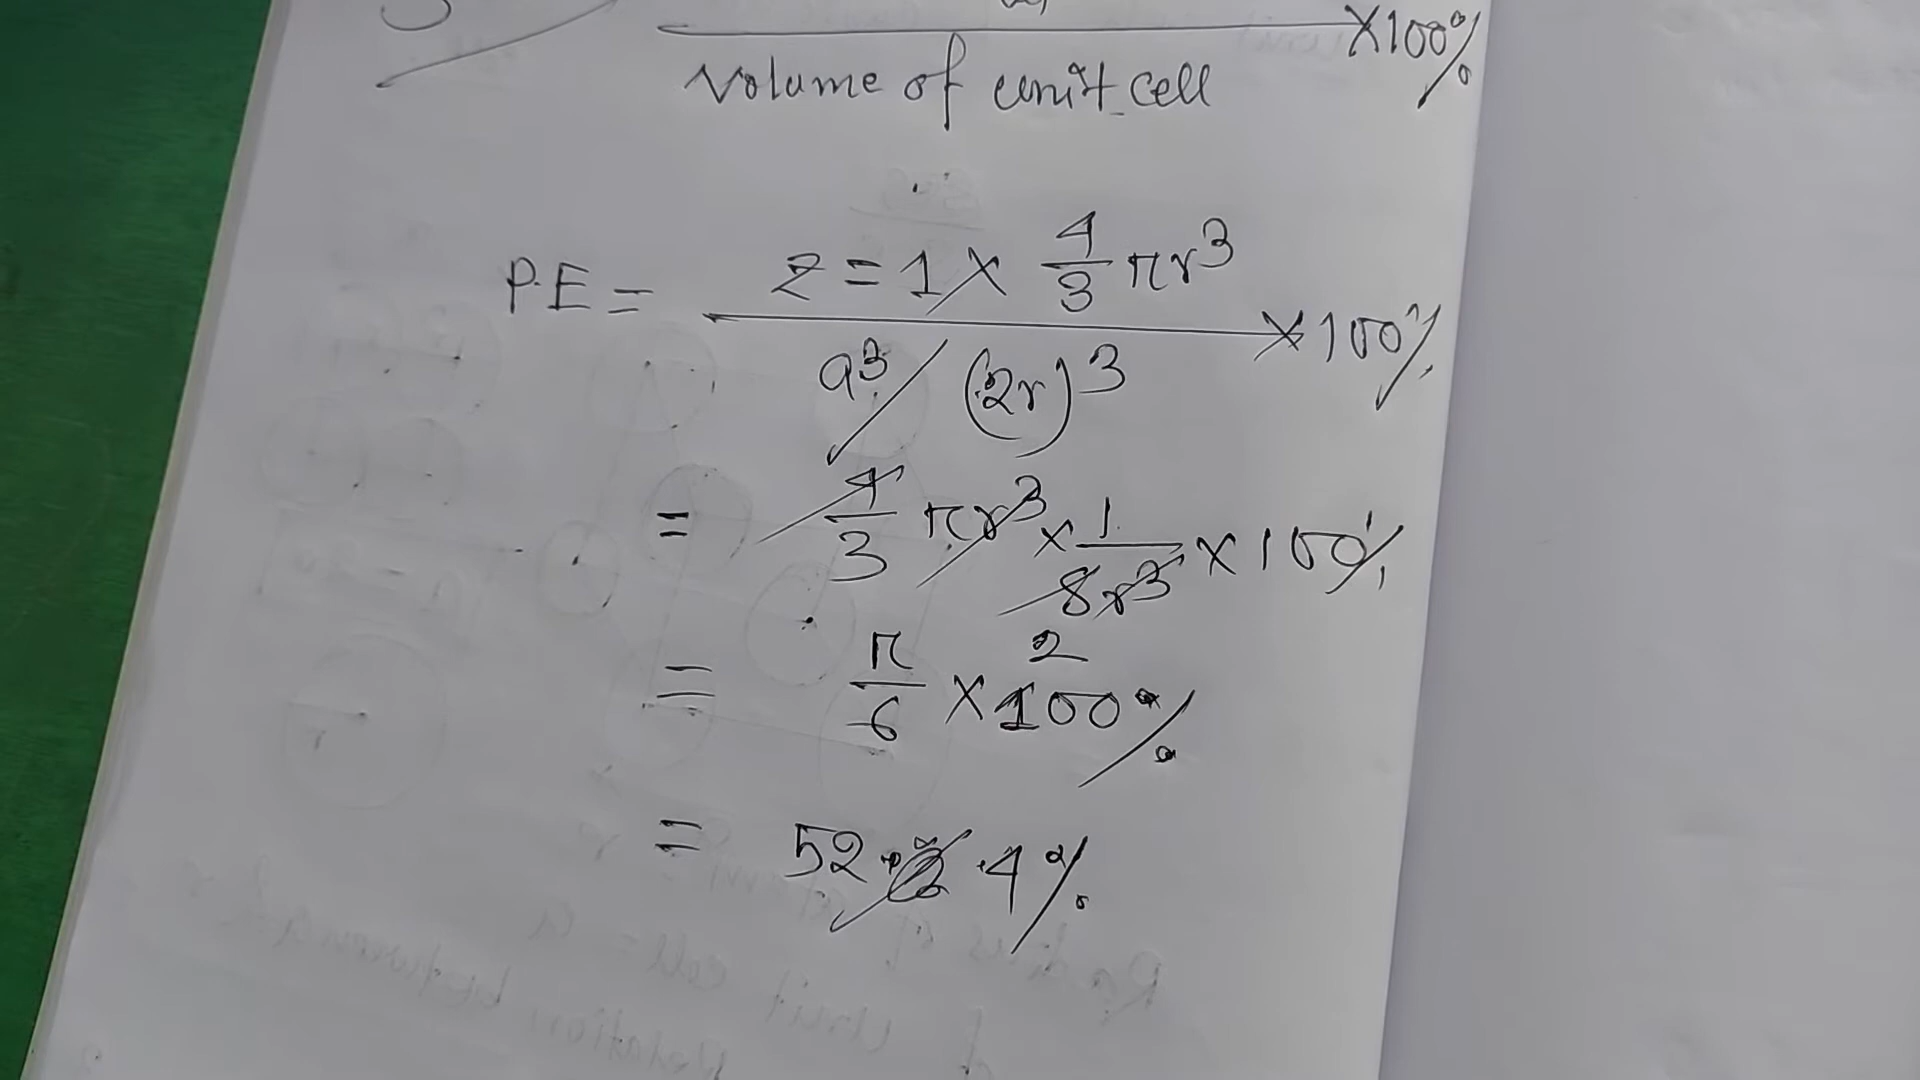 ×100%
Volume of unit cell
P.E = z = 1 × 4/3 πr³ / a³/(2r)³ ×100%
= 4/3 πr³ × 1/8r³ × 100%
2
= π/6 × 100%
= 52.4%